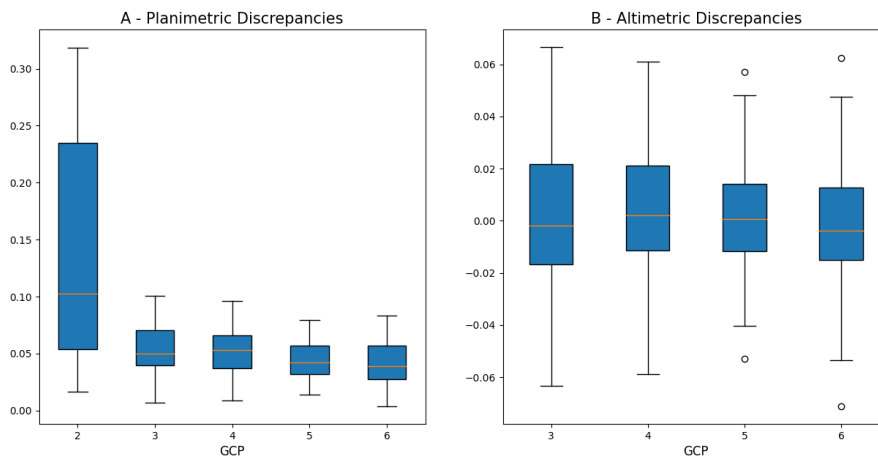 A - Planimetric Discrepancies
0.30
0.25
0.20
0.15
0.10
0.05
0.00
2 3 4 5 6
GCP
B - Altimetric Discrepancies
0.06
0.04
0.02
0.00
−0.02
−0.04
−0.06
3 4 5 6
GCP